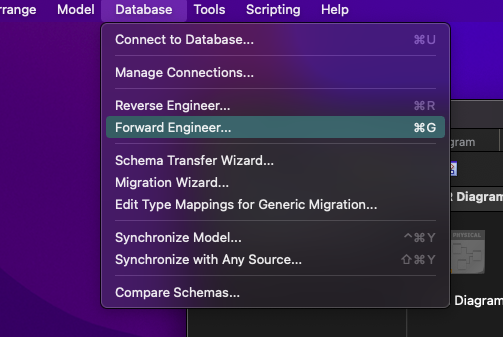 rrange Model Database Tools Scripting Help
Connect to Database... ⌘U
Manage Connections...
Reverse Engineer... ⌘R
Forward Engineer... ⌘G
gram
Schema Transfer Wizard...
Migration Wizard...
Edit Type Mappings for Generic Migration...
R Diagram
PHYSICAL
Synchronize Model... ^⌘Y
Synchronize with Any Source... ⇧⌘Y
Compare Schemas...
Diagram